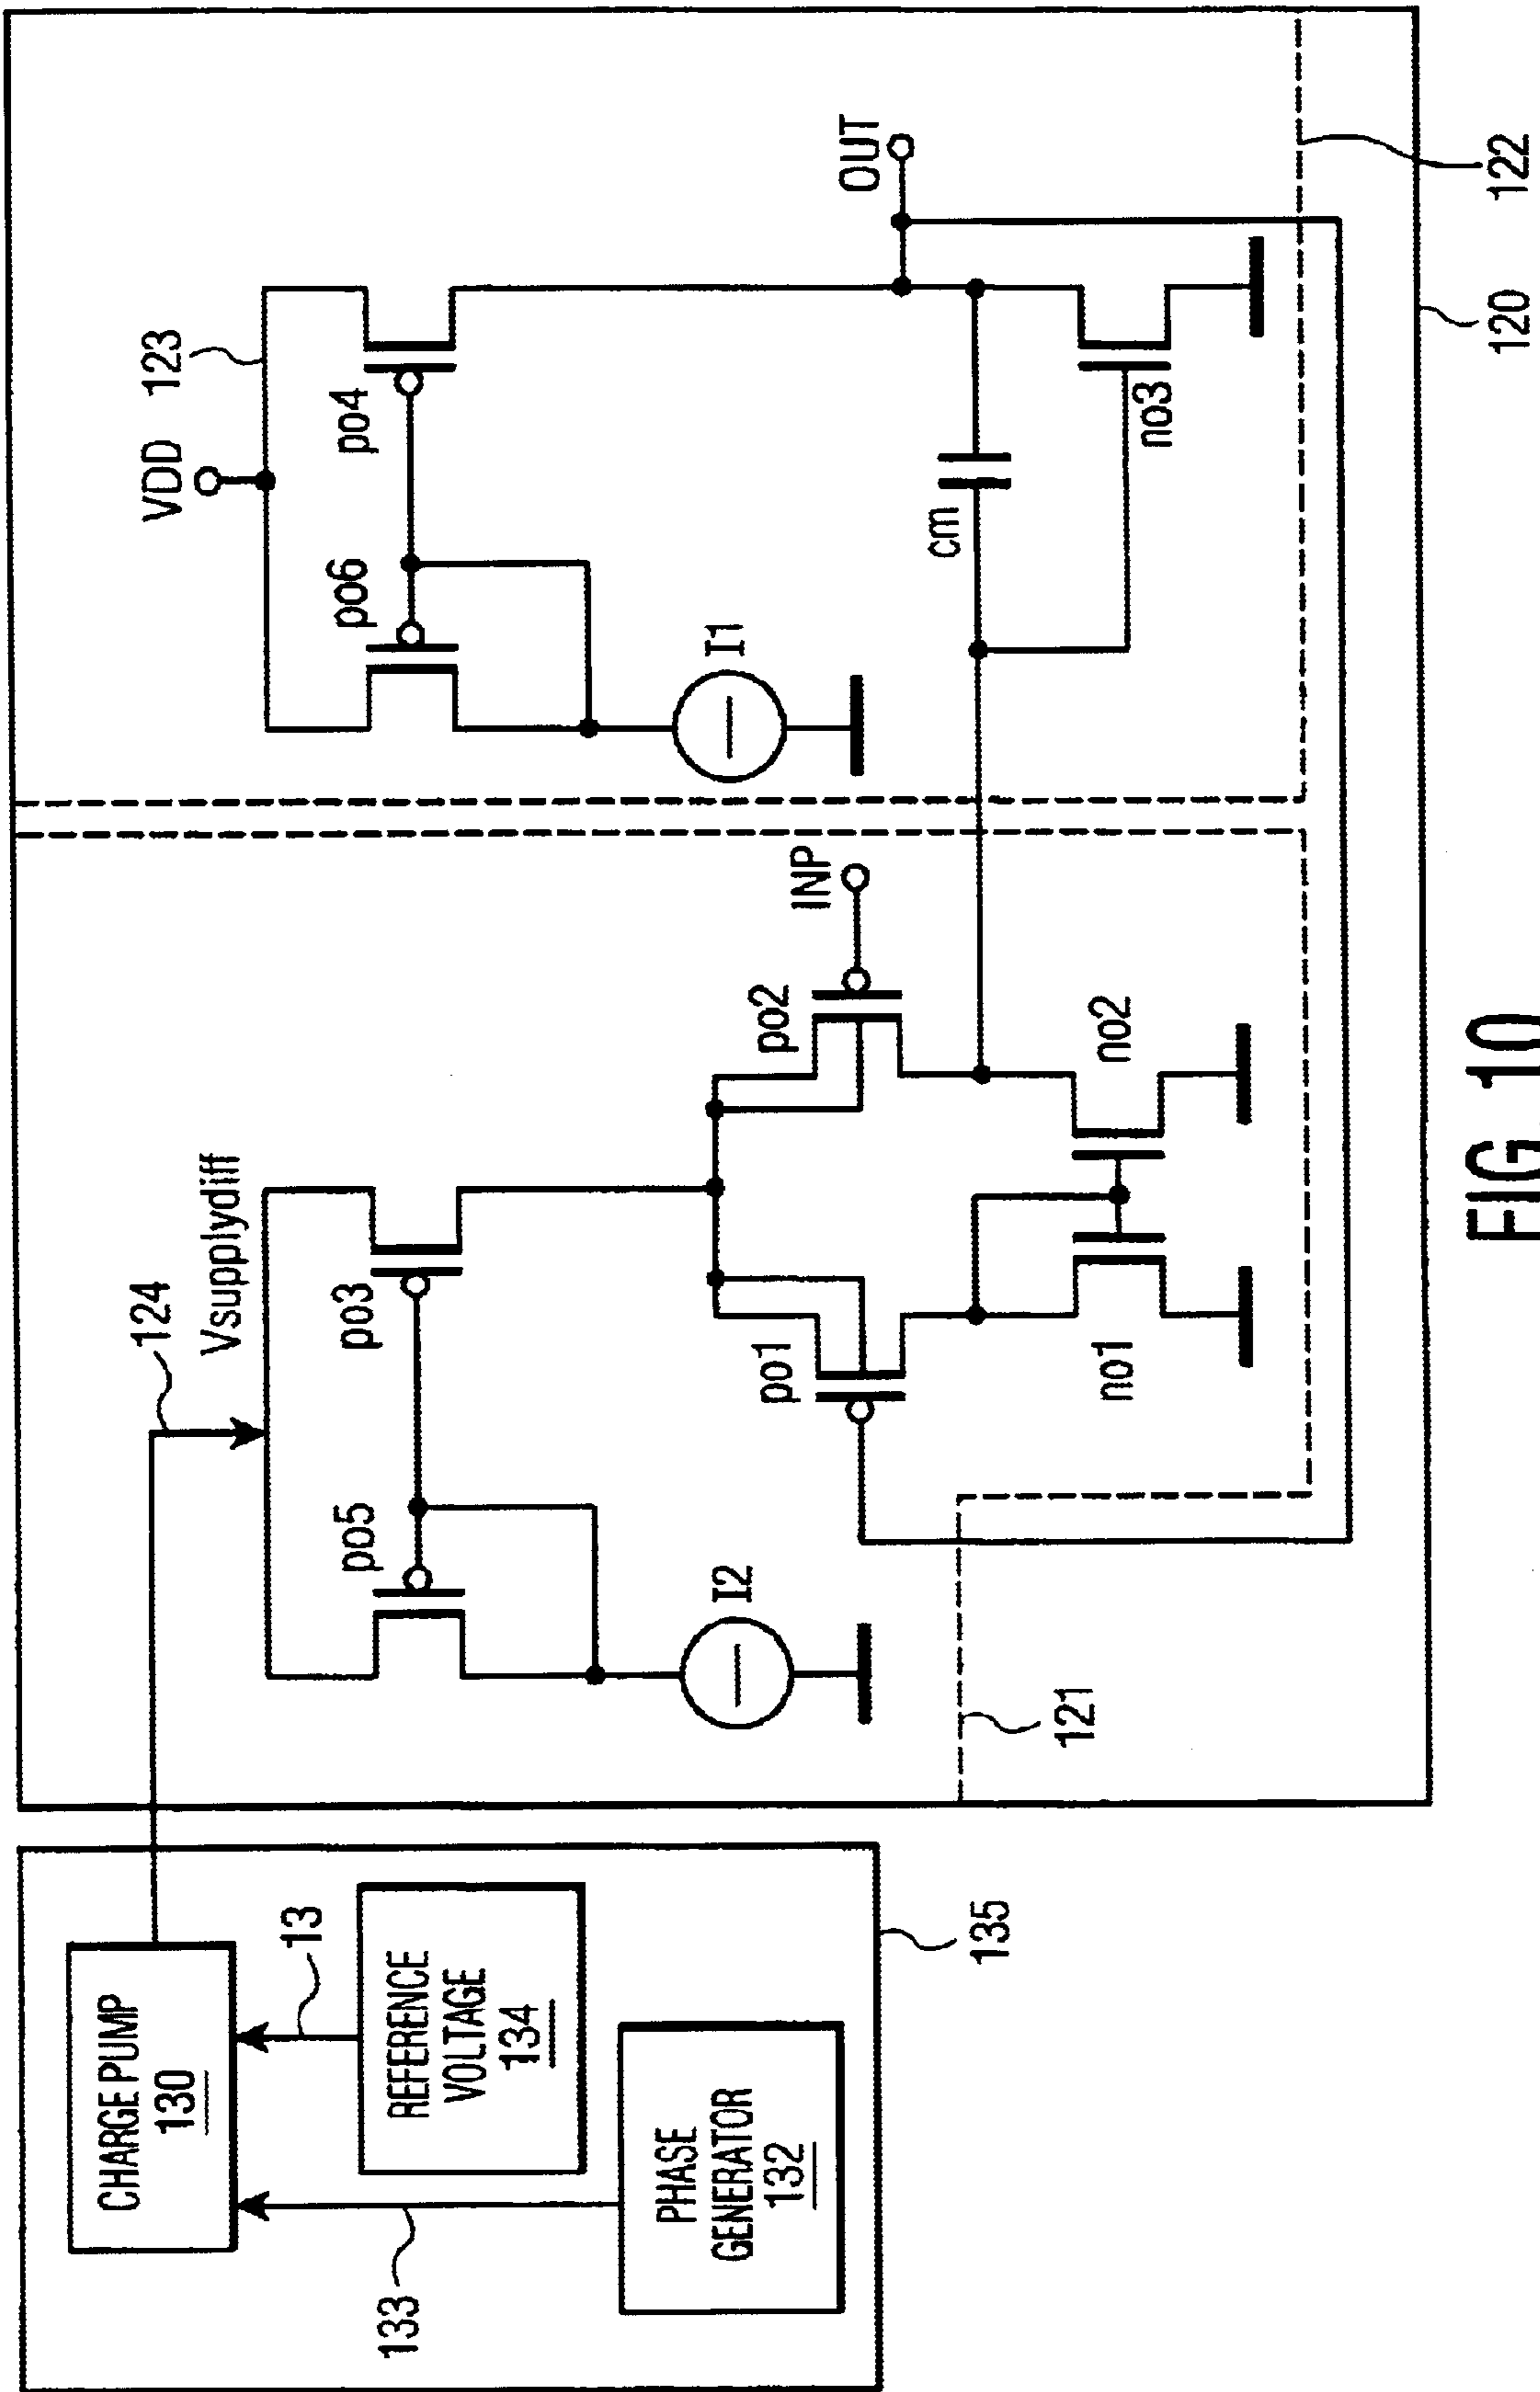 CHARGE PUMP
130
13
REFERENCE
VOLTAGE
134
133
PHASE
GENERATOR
132
135
124
Vsupplydiff
po5
po3
I2
po1
po2
INP
no1
no2
121
VDD
123
po6
po4
I1
cm
OUT
no3
122
120
FIG 10